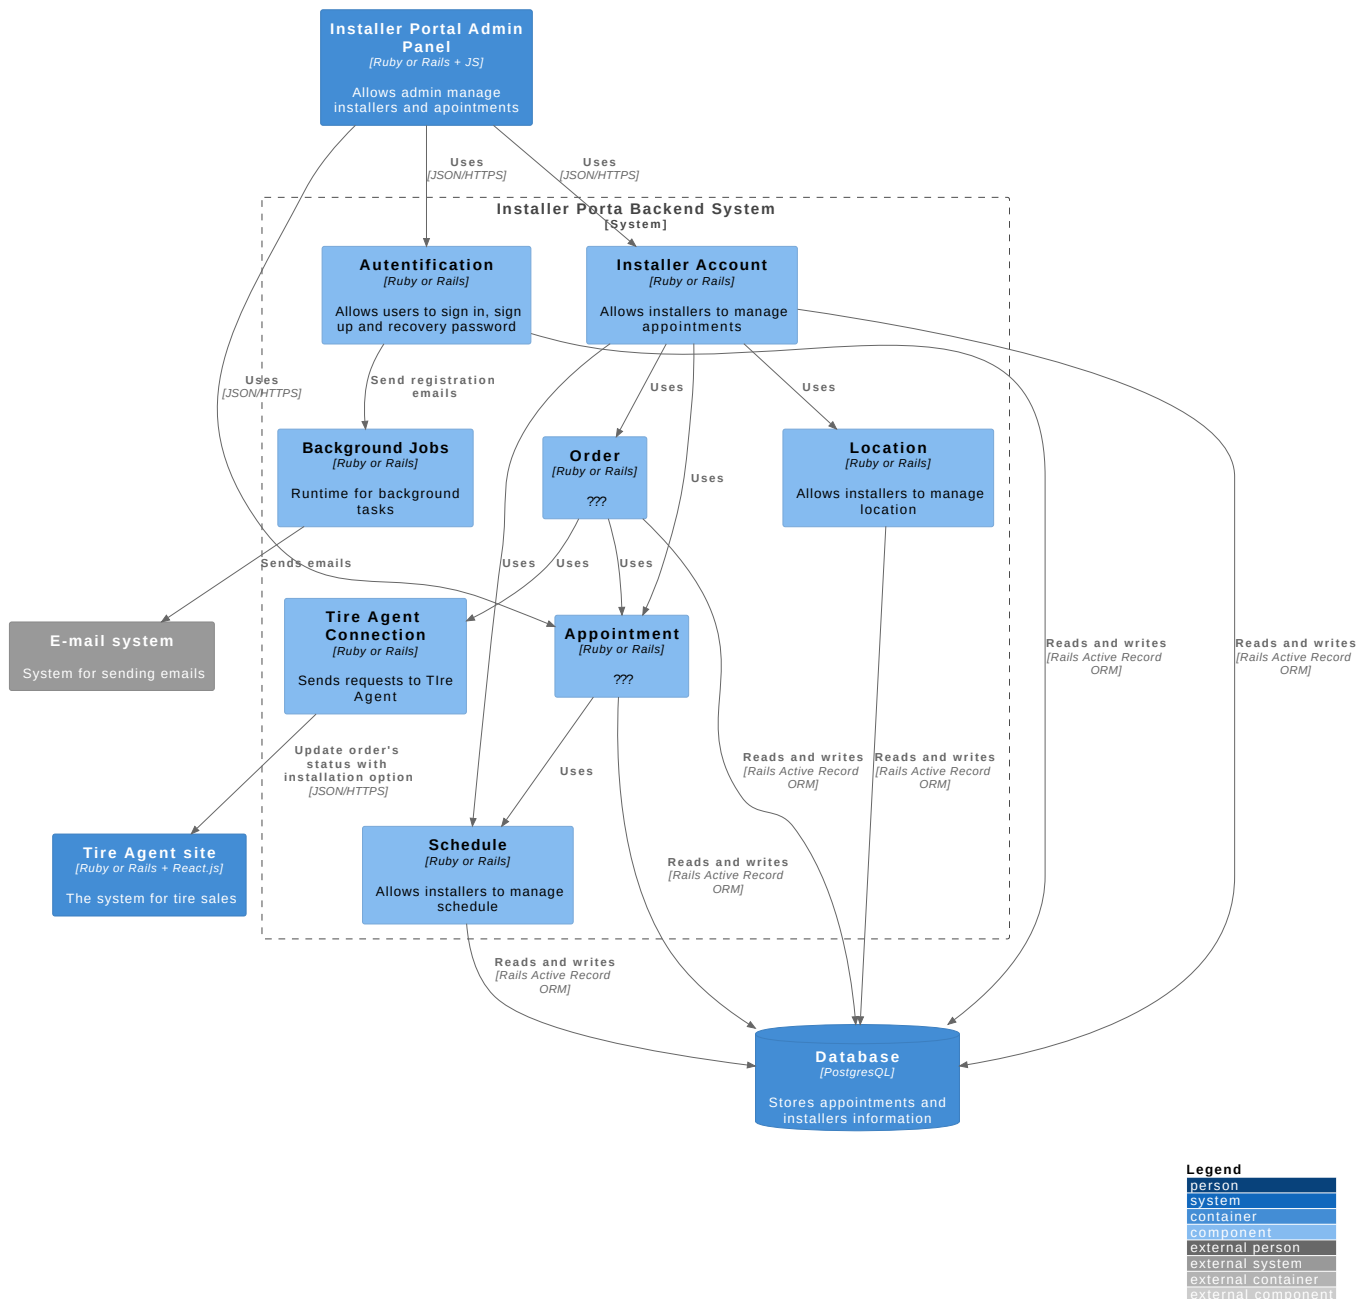 Installer Portal Admin
Panel
[Ruby or Rails + JS]
Allows admin manage
installers and apointments
Uses
[JSON/HTTPS]
Uses
[JSON/HTTPS]
Installer Porta Backend System
[System]
Autentification
[Ruby or Rails]
Allows users to sign in, sign
up and recovery password
Installer Account
[Ruby or Rails]
Allows installers to manage
appointments
Uses
[JSON/HTTPS]
Send registration
emails
Uses
Uses
Background Jobs
[Ruby or Rails]
Runtime for background
tasks
Order
[Ruby or Rails]
???
Uses
Location
[Ruby or Rails]
Allows installers to manage
location
Sends emails
Uses
Uses
Uses
E-mail system
System for sending emails
Tire Agent
Connection
[Ruby or Rails]
Sends requests to TIre
Agent
Appointment
[Ruby or Rails]
???
Reads and writes
[Rails Active Record
ORM]
Reads and writes
[Rails Active Record
ORM]
Update order's
status with
installation option
[JSON/HTTPS]
Uses
Reads and writes
[Rails Active Record
ORM]
Reads and writes
[Rails Active Record
ORM]
Tire Agent site
[Ruby or Rails + React.js]
The system for tire sales
Schedule
[Ruby or Rails]
Allows installers to manage
schedule
Reads and writes
[Rails Active Record
ORM]
Reads and writes
[Rails Active Record
ORM]
Database
[PostgresQL]
Stores appointments and
installers information
Legend
person
system
container
component
external person
external system
external container
external component